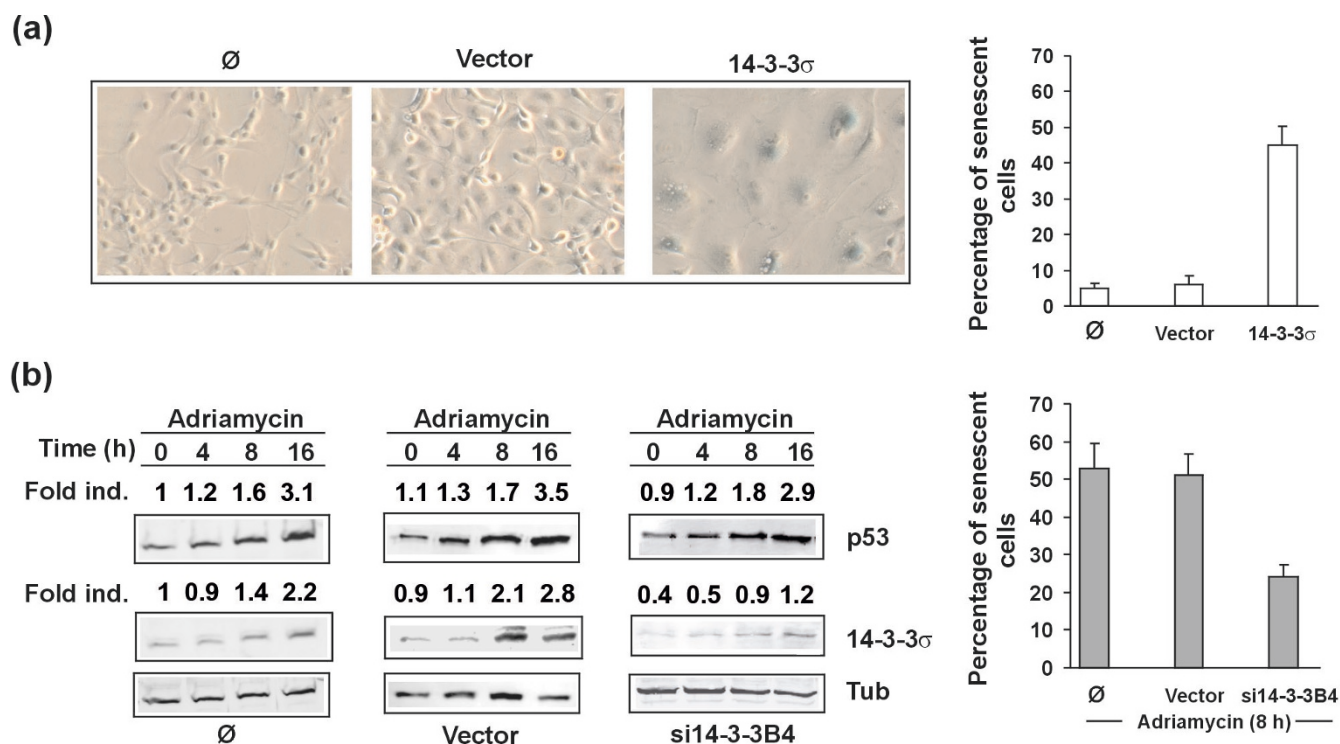 (a)
Ø Vector 14-3-3σ
Percentage of senescent
cells
70
60
50
40
30
20
10
0
Ø Vector 14-3-3σ
(b)
Adriamycin Adriamycin Adriamycin
Time (h) 0 4 8 16 0 4 8 16 0 4 8 16
Fold ind. 1 1.2 1.6 3.1 1.1 1.3 1.7 3.5 0.9 1.2 1.8 2.9
p53
Fold ind. 1 0.9 1.4 2.2 0.9 1.1 2.1 2.8 0.4 0.5 0.9 1.2
14-3-3σ
Tub
Ø Vector si14-3-3B4
Percentage of senescent
cells
70
60
50
40
30
20
10
0
Ø Vector si14-3-3B4
Adriamycin (8 h)